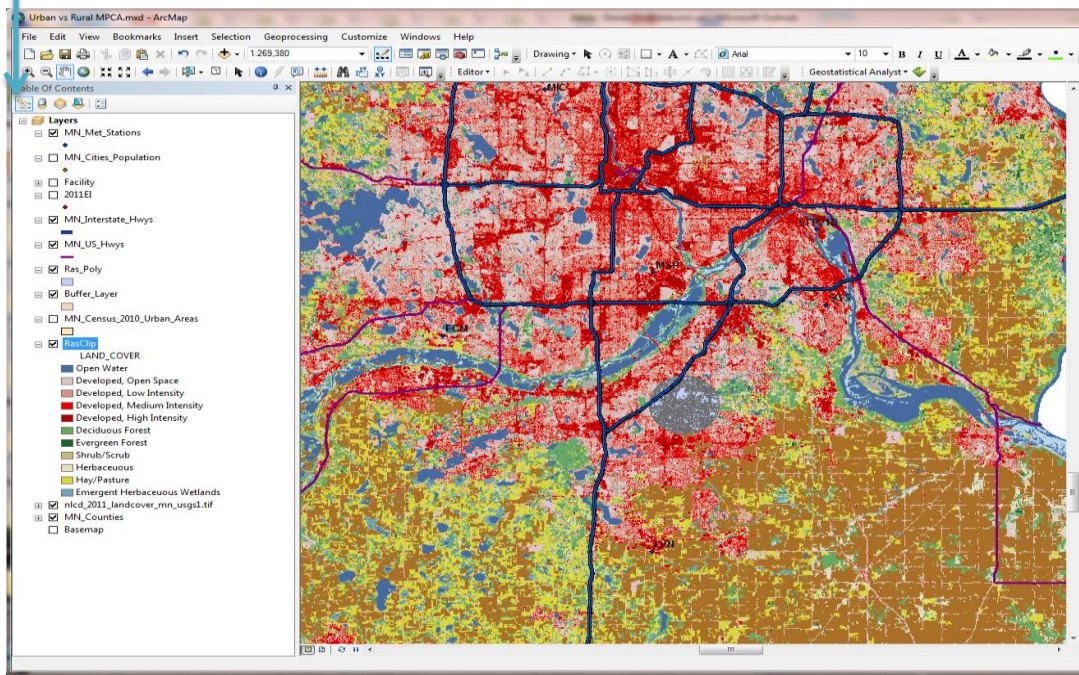 Urban vs Rural MPCA.mxd - ArcMap
File Edit View Bookmarks Insert Selection Geoprocessing Customize Windows Help
1:269,380 Drawing A Arial 10 B I U A
Editor Geostatistical Analyst
Table Of Contents
Layers
MN_Met_Stations
MN_Cities_Population
Facility
2011EI
MN_Interstate_Hwys
MN_US_Hwys
Ras_Poly
Buffer_Layer
MN_Census_2010_Urban_Areas
RasClip
LAND_COVER
Open Water
Developed, Open Space
Developed, Low Intensity
Developed, Medium Intensity
Developed, High Intensity
Deciduous Forest
Evergreen Forest
Shrub/Scrub
Herbaceuous
Hay/Pasture
Emergent Herbaceuous Wetlands
nlcd_2011_landcover_mn_usgs1.tif
MN_Counties
Basemap
MIC
MSP
FCM
LVN